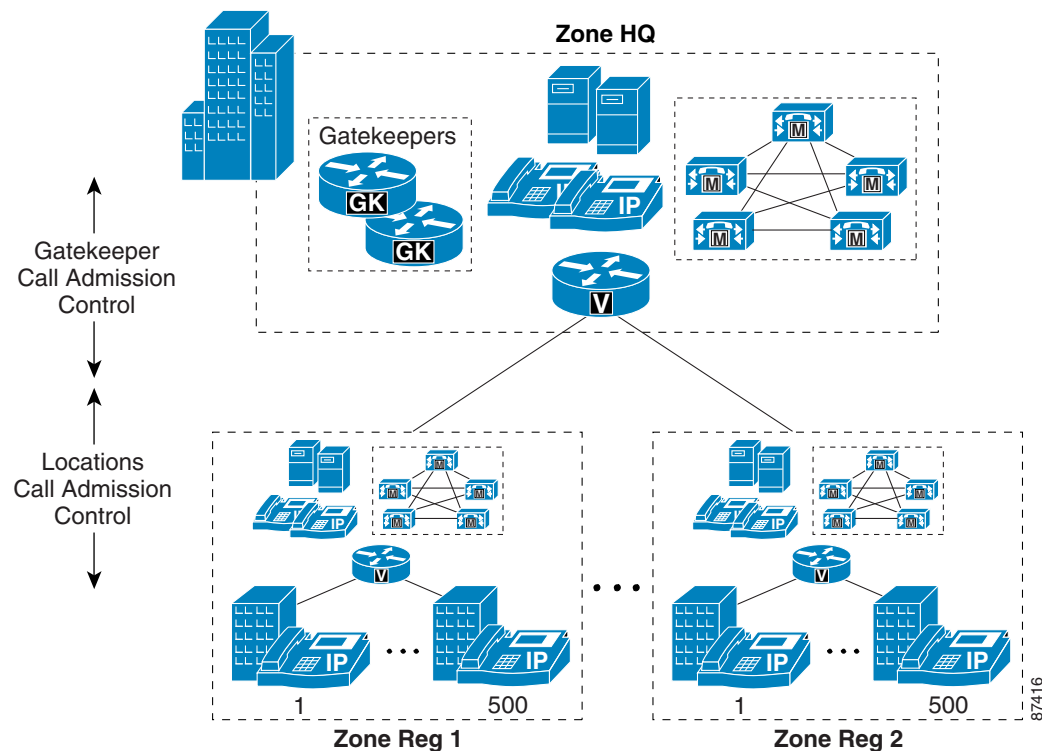 Zone HQ
Gatekeepers
GK
GK
V
IP
M
M
M
M
M
V
Gatekeeper
Call Admission
Control
Locations
Call Admission
Control
V
IP
M
M
M
M
M
V
IP
IP
1
500
Zone Reg 1
V
IP
M
M
M
M
M
V
IP
IP
1
500
Zone Reg 2
87416